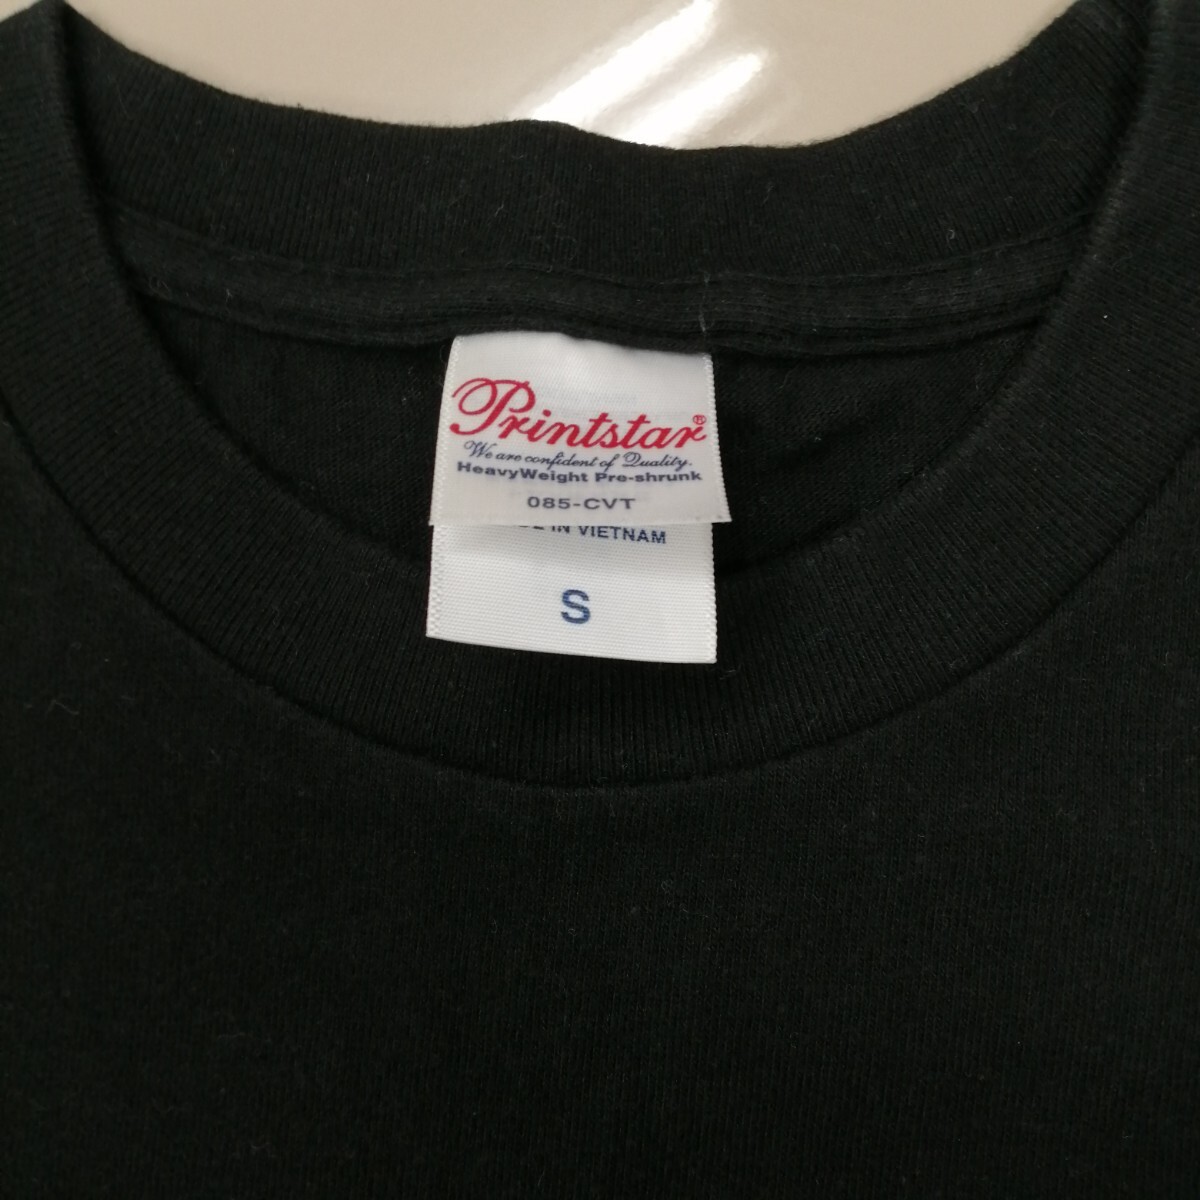 Printstar®
We are confident of Quality.
HeavyWeight Pre-shrunk
085-CVT
IN VIETNAM
S